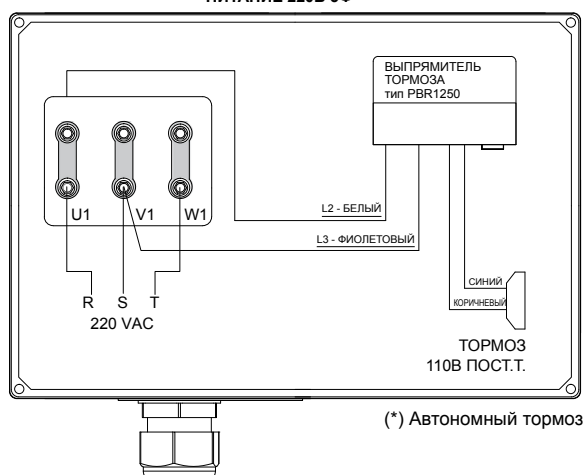 ВЫПРЯМИТЕЛЬ
ТОРМОЗА
тип PBR1250
U1 V1 W1
L2 - БЕЛЫЙ
L3 - ФИОЛЕТОВЫЙ
СИНИЙ
КОРИЧНЕВЫЙ
R S T
220 VAC
ТОРМОЗ
110В ПОСТ.Т.
(*) Автономный тормоз